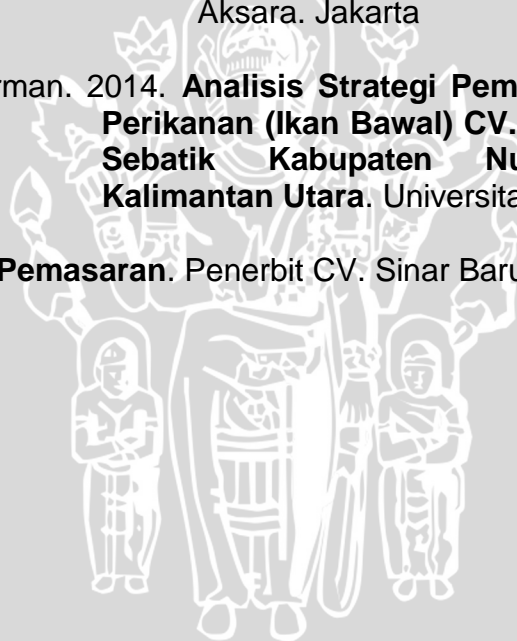 Aksara. Jakarta
rman. 2014. Analisis Strategi Pem
Perikanan (Ikan Bawal) CV.
Sebatik Kabupaten Nu
Kalimantan Utara. Universita
Pemasaran. Penerbit CV. Sinar Baru